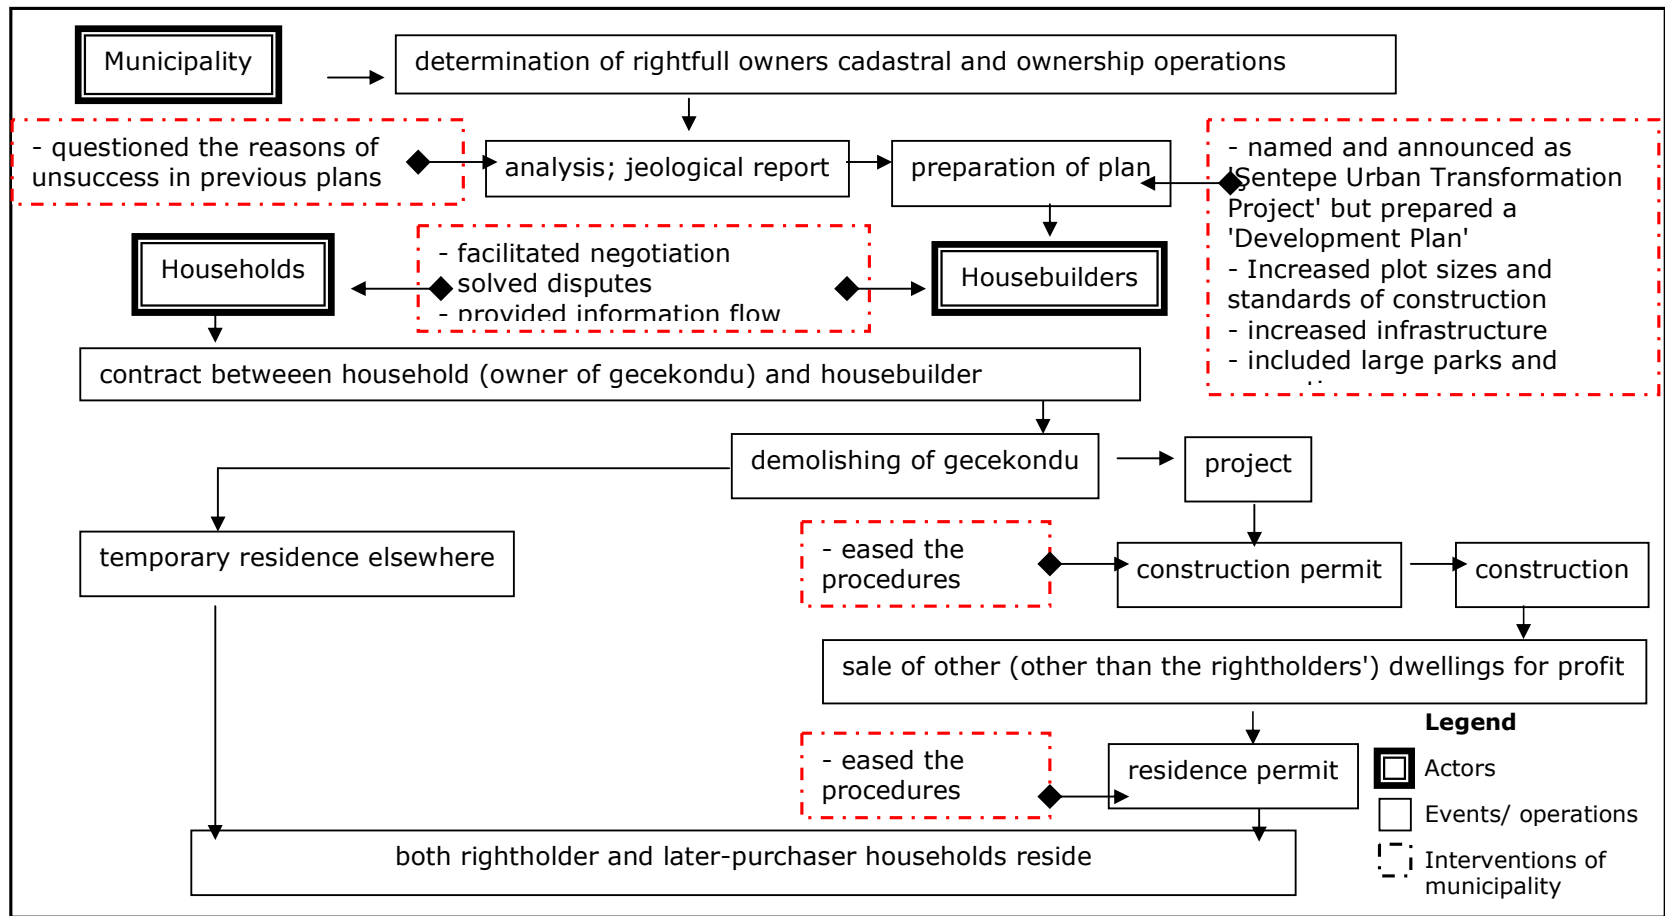 Municipality
determination of rightfull owners cadastral and ownership operations
- questioned the reasons of
unsuccess in previous plans
analysis; jeological report
preparation of plan
- named and announced as
'Şentepe Urban Transformation
Project' but prepared a
'Development Plan'
- Increased plot sizes and
standards of construction
- increased infrastructure
- included large parks and
Households
- facilitated negotiation
solved disputes
- provided information flow
Housebuilders
contract betweeen household (owner of gecekondu) and housebuilder
demolishing of gecekondu
project
temporary residence elsewhere
- eased the
procedures
construction permit
construction
sale of other (other than the rightholders') dwellings for profit
- eased the
procedures
residence permit
both rightholder and later-purchaser households reside
Legend
Actors
Events/ operations
Interventions of
municipality